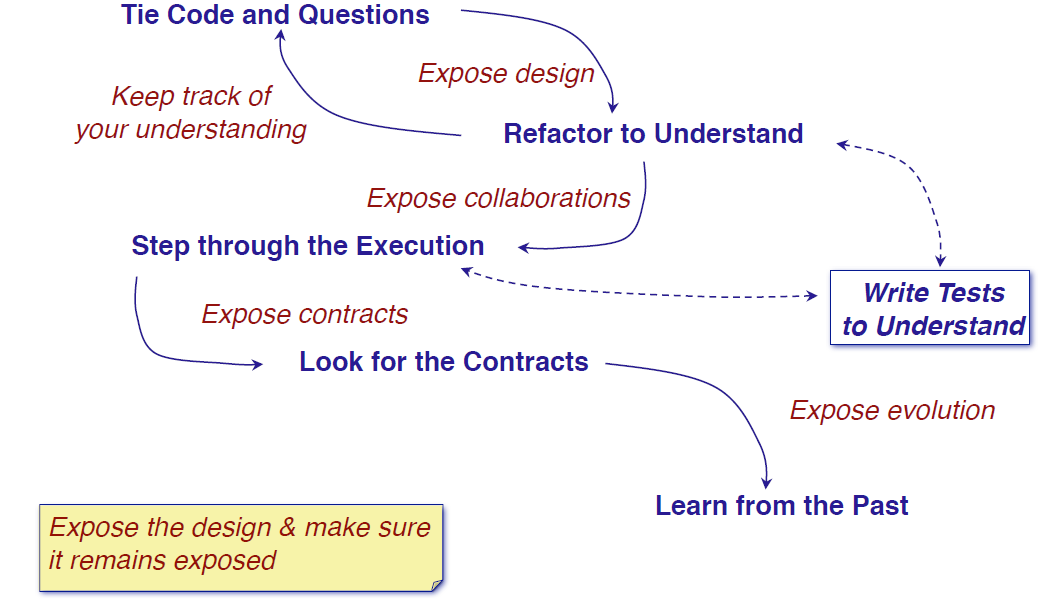 Tie Code and Questions
Expose design
Keep track of
your understanding
Refactor to Understand
Expose collaborations
Step through the Execution
Write Tests
to Understand
Expose contracts
Look for the Contracts
Expose evolution
Learn from the Past
Expose the design & make sure
it remains exposed